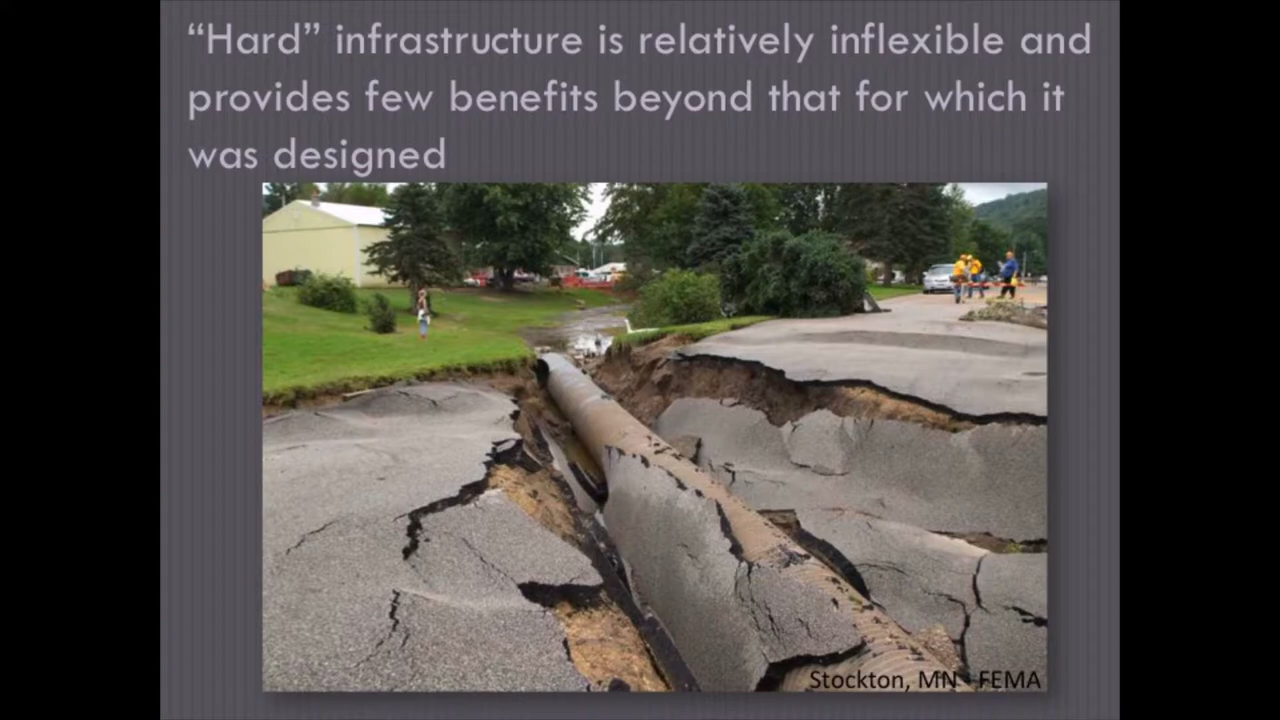 “Hard” infrastructure is relatively inflexible and
provides few benefits beyond that for which it
was designed
Stockton, MN - FEMA